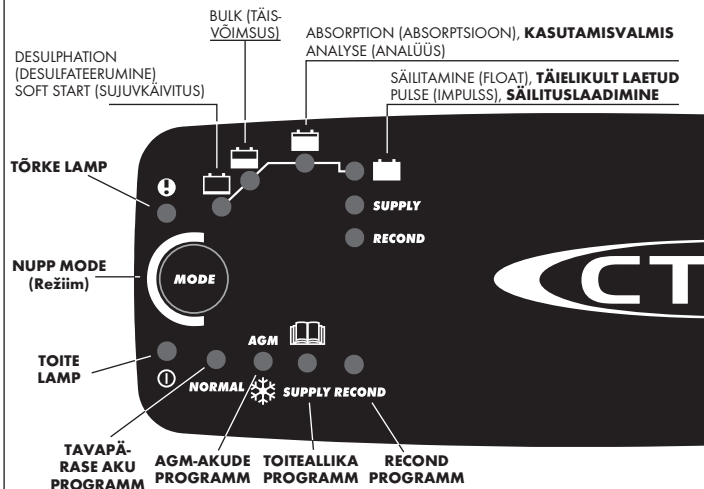 BULK (TÄIS-
VÕIMSUS)
ABSORPTION (ABSORPTSIOON), KASUTAMISVALMIS
ANALYSE (ANALÜÜS)
DESULPHATION
(DESULFATEERUMINE)
SOFT START (SUJUVKÄIVITUS)
SÄILITAMINE (FLOAT), TÄIELIKULT LAETUD
PULSE (IMPULSS), SÄILITUSLAADIMINE
TÕRKE LAMP
SUPPLY
RECOND
NUPP MODE
(Režiim)
MODE
CT
TOITE
LAMP
AGM
NORMAL
SUPPLY RECOND
TAVAPÄ-
RASE AKU
PROGRAMM
AGM-AKUDE
PROGRAMM
TOITEALLIKA
PROGRAMM
RECOND
PROGRAMM